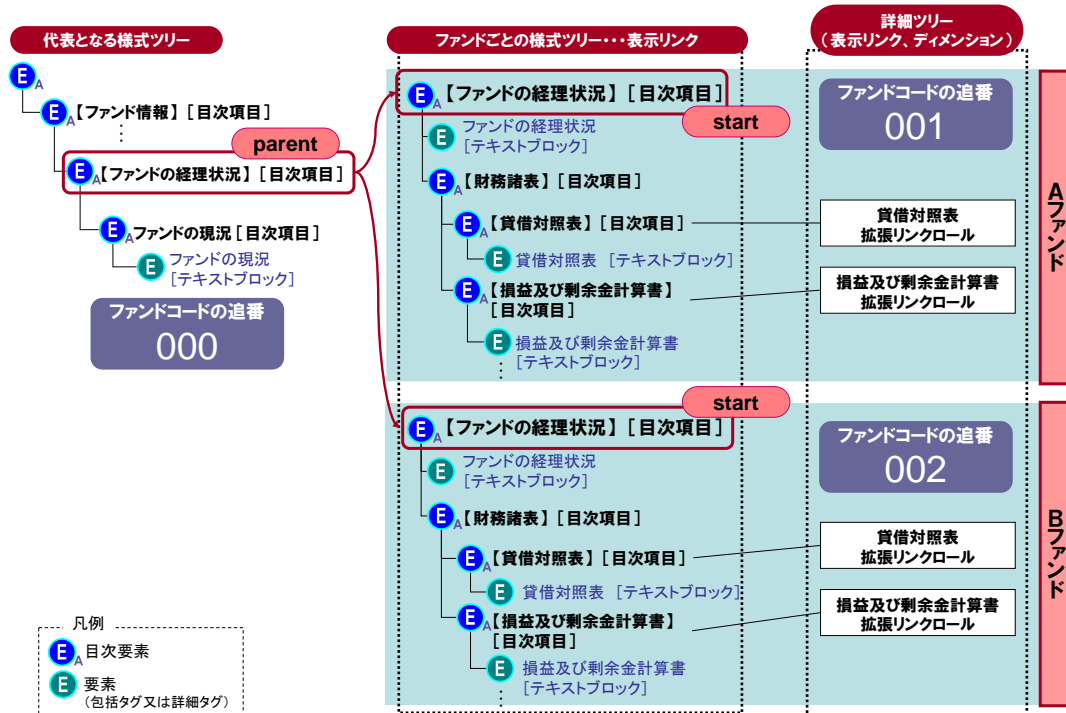 代表となる様式ツリー
ファンドごとの様式ツリー・・・表示リンク
詳細ツリー
(表示リンク、ディメンション)
E A
E A 【ファンド情報】 [目次項目]
⋮
parent
E A 【ファンドの経理状況】 [目次項目]
E A ファンドの現況 [目次項目]
E ファンドの現況
[テキストブロック]
ファンドコードの追番
000
E A 【ファンドの経理状況】 [目次項目]
start
E ファンドの経理状況
[テキストブロック]
E A 【財務諸表】 [目次項目]
E A 【貸借対照表】 [目次項目]
E 貸借対照表 [テキストブロック]
E A 【損益及び剰余金計算書】
[目次項目]
E 損益及び剰余金計算書
[テキストブロック]
⋮
ファンドコードの追番
001
貸借対照表
拡張リンクロール
損益及び剰余金計算書
拡張リンクロール
Aファンド
start
E A 【ファンドの経理状況】 [目次項目]
E ファンドの経理状況
[テキストブロック]
E A 【財務諸表】 [目次項目]
E A 【貸借対照表】 [目次項目]
E 貸借対照表 [テキストブロック]
E A 【損益及び剰余金計算書】
[目次項目]
E 損益及び剰余金計算書
[テキストブロック]
⋮
ファンドコードの追番
002
貸借対照表
拡張リンクロール
損益及び剰余金計算書
拡張リンクロール
Bファンド
凡例
E A 目次要素
E 要素
(包括タグ又は詳細タグ)